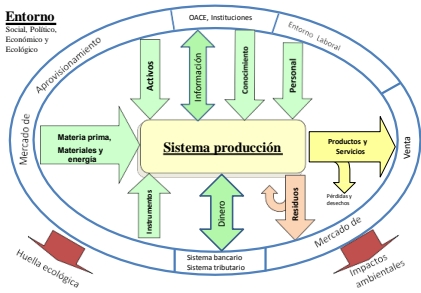 Entorno
Social, Político,
Económico y
Ecológico
OACE, Instituciones
Entorno Laboral
Mercado de
Aprovisionamiento
Activos
Información
Conocimiento
Personal
Materia prima,
Materiales y
energía
Sistema producción
Productos y
Servicios
Venta
Pérdidas y
desechos
Instrumentos
Dinero
Residuos
Mercado de
Sistema bancario
Sistema tributario
Huella ecológica
Impactos
ambientales